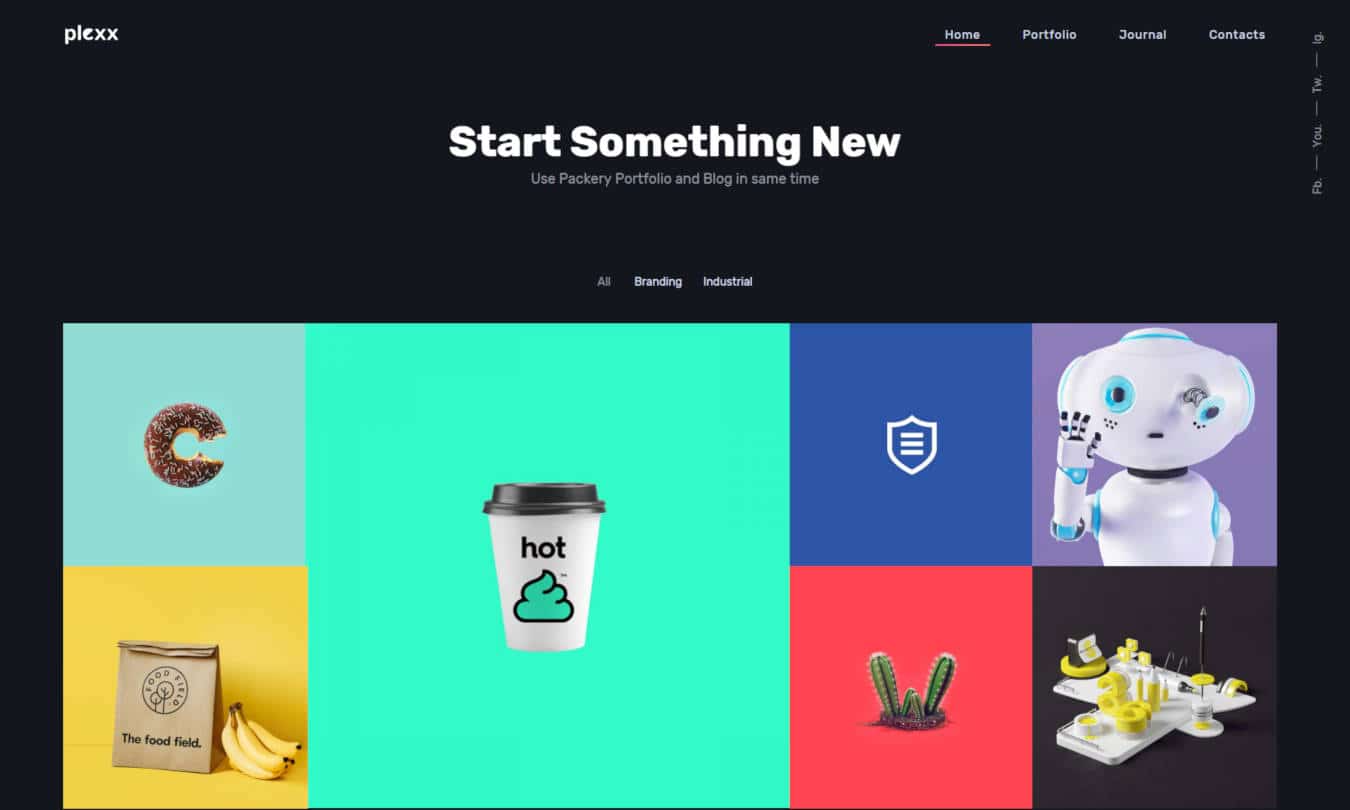 plexx
Home Portfolio Journal Contacts
Fb. — You. — Tw. — Ig.
Start Something New
Use Packery Portfolio and Blog in same time
All Branding Industrial
hot
™
FOOD FIELD
The food field.